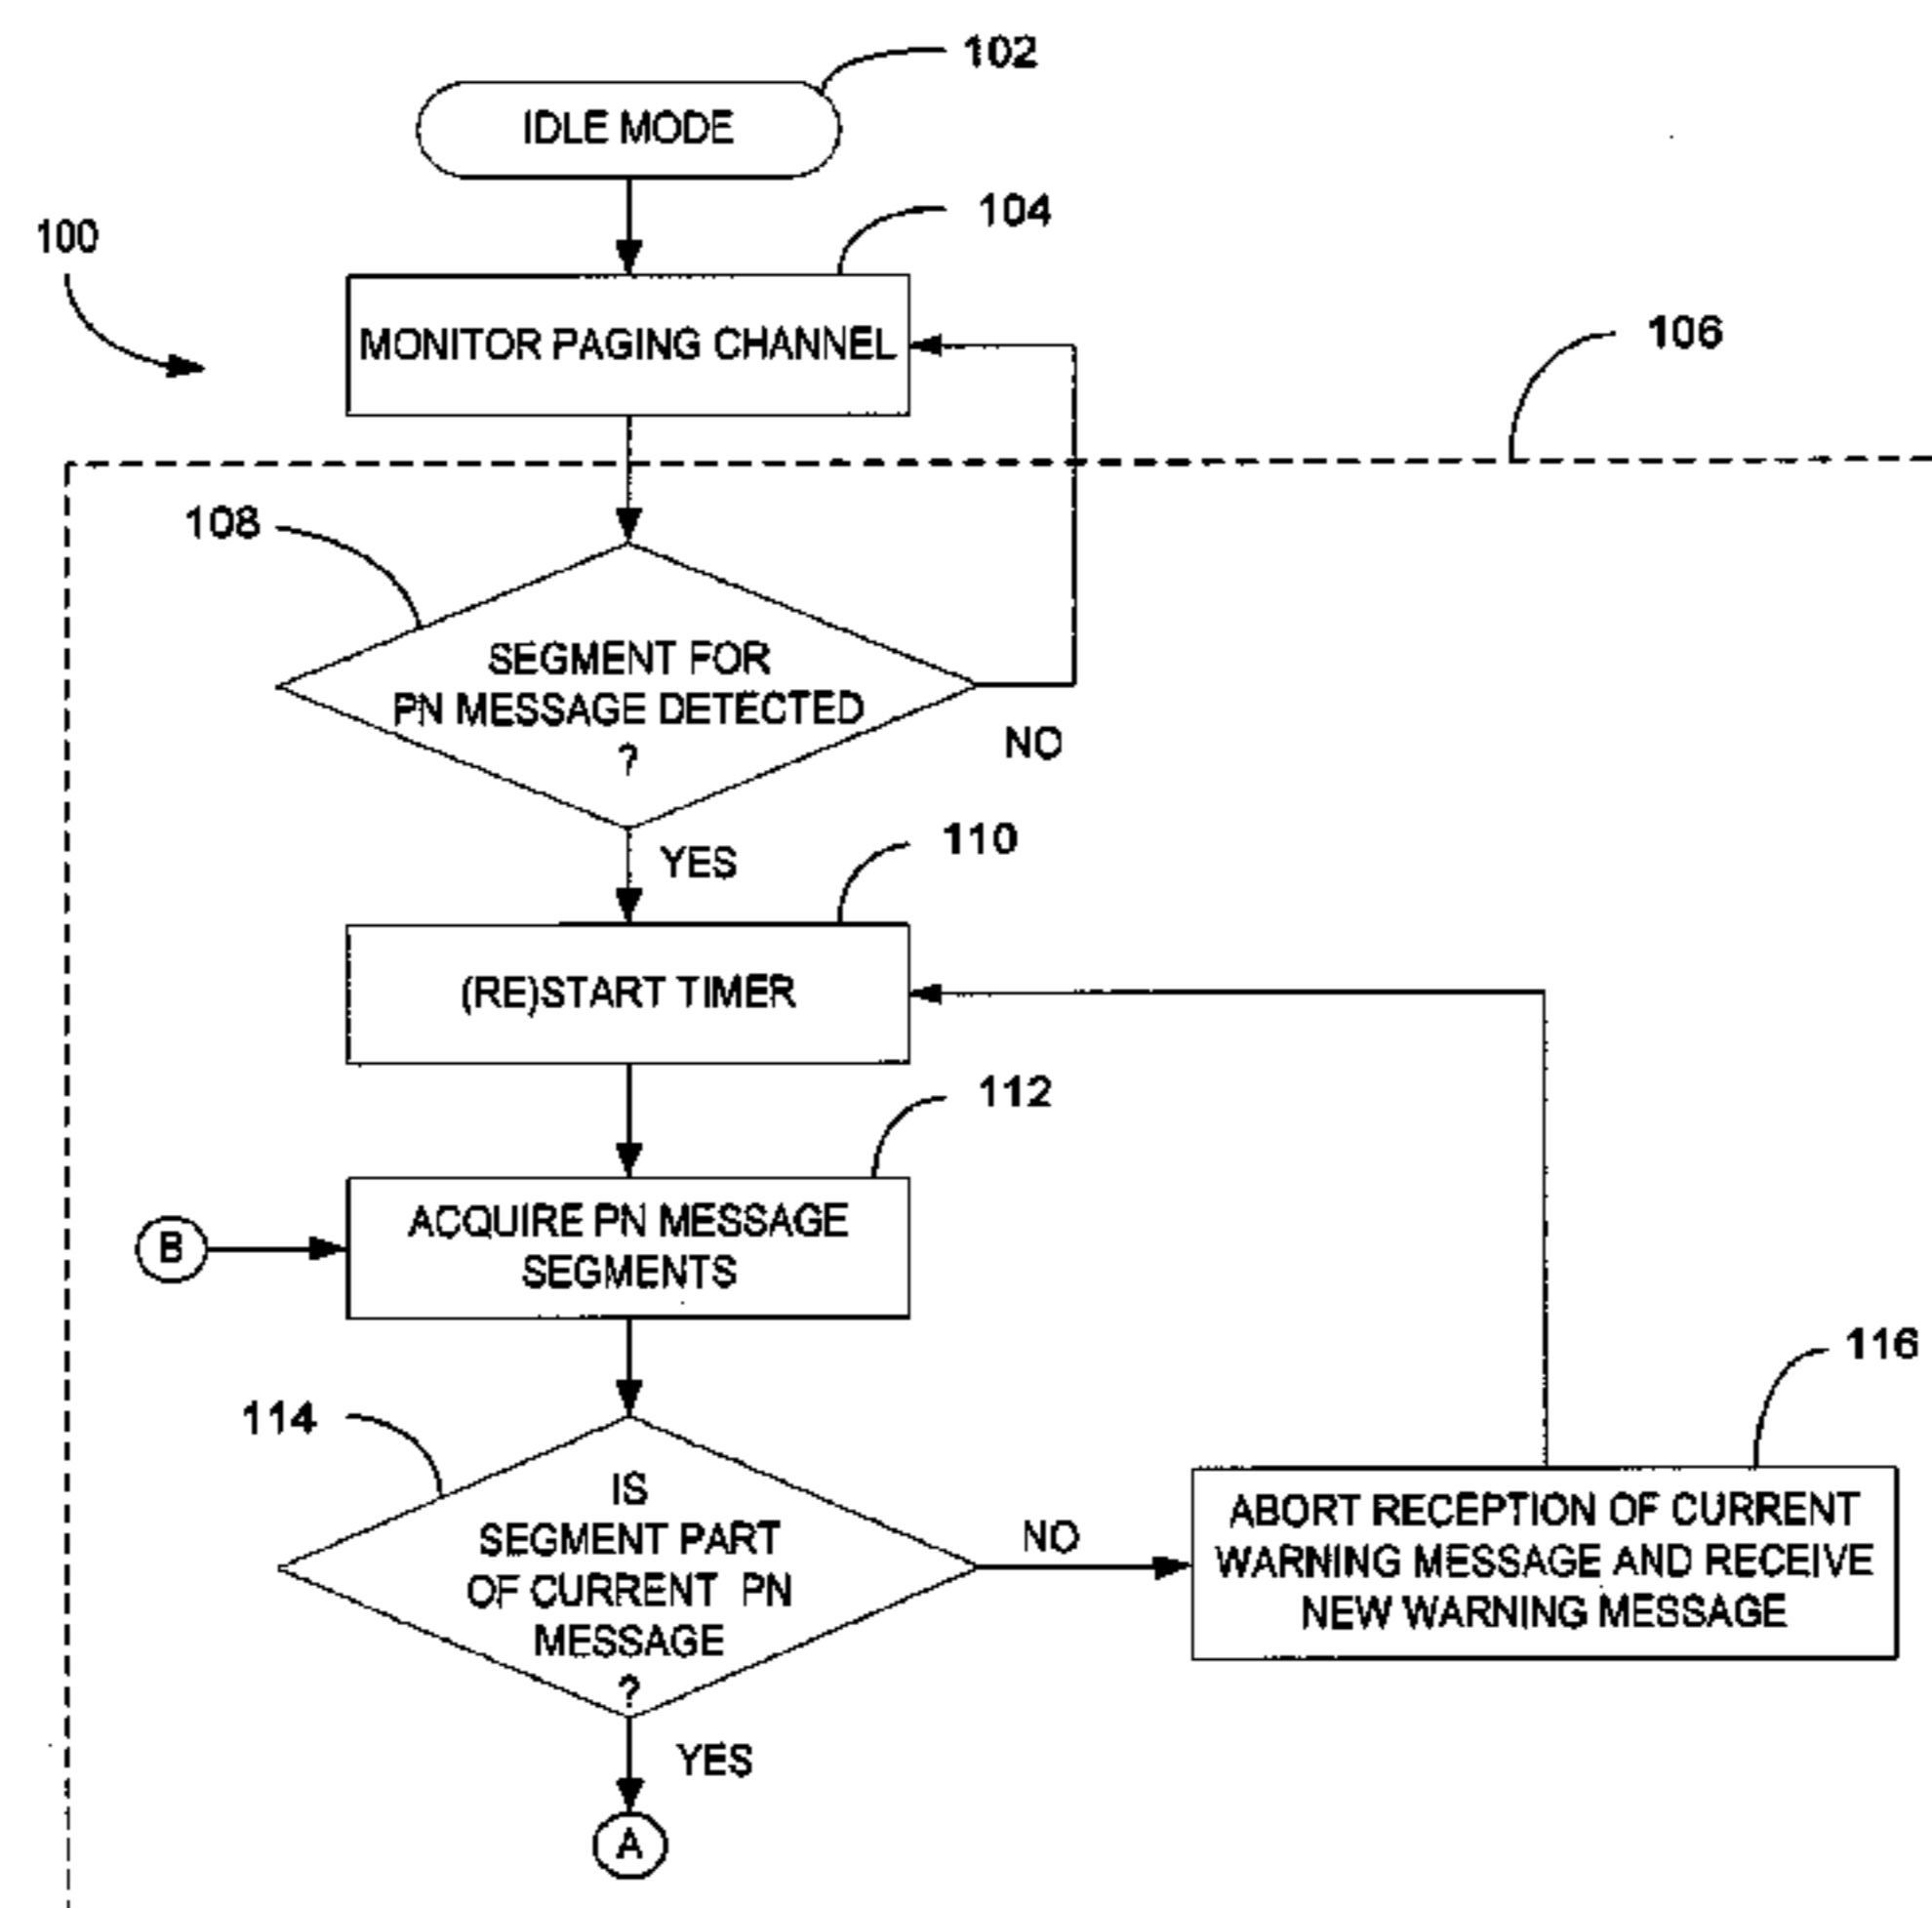 102
IDLE MODE
104
100
MONITOR PAGING CHANNEL
106
108
SEGMENT FOR
PN MESSAGE DETECTED
?
NO
YES
110
(RE)START TIMER
112
ACQUIRE PN MESSAGE
SEGMENTS
B
114
IS
SEGMENT PART
OF CURRENT PN
MESSAGE
?
NO
116
ABORT RECEPTION OF CURRENT
WARNING MESSAGE AND RECEIVE
NEW WARNING MESSAGE
YES
A